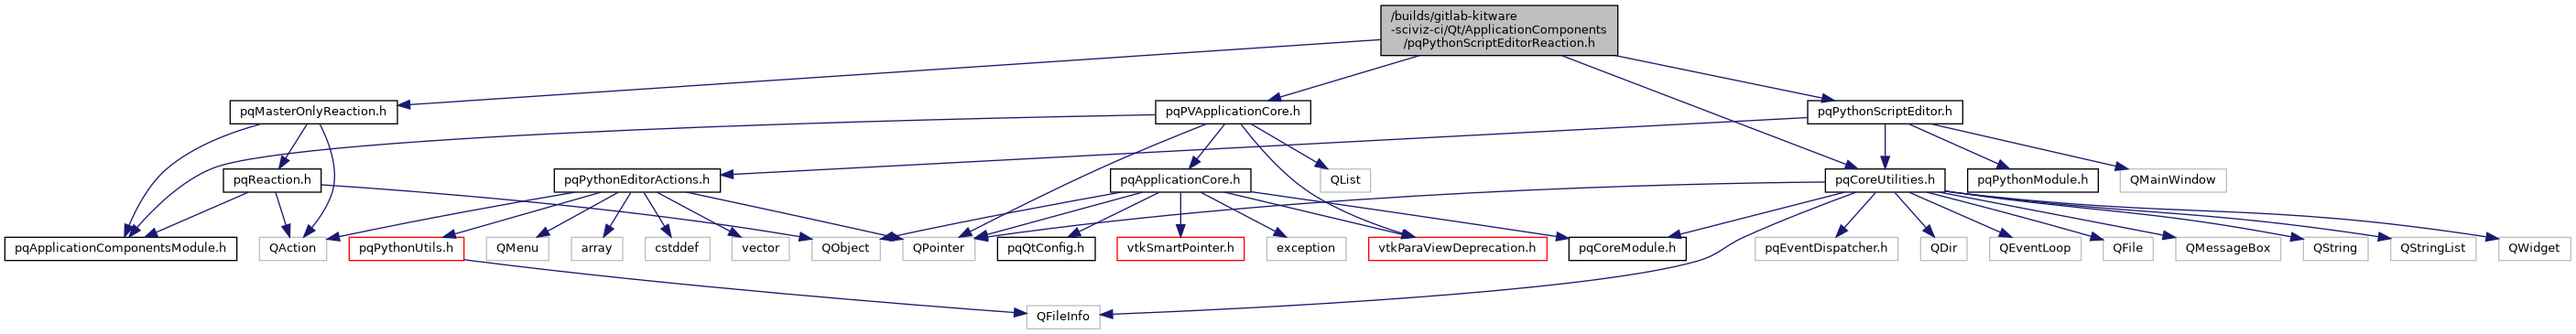 /builds/gitlab-kitware
-sciviz-ci/Qt/ApplicationComponents
/pqPythonScriptEditorReaction.h
pqMasterOnlyReaction.h
pqPVApplicationCore.h
pqPythonScriptEditor.h
pqReaction.h
pqPythonEditorActions.h
pqApplicationCore.h
QList
pqCoreUtilities.h
pqPythonModule.h
QMainWindow
pqApplicationComponentsModule.h
QAction
pqPythonUtils.h
QMenu
array
cstddef
vector
QObject
QPointer
pqQtConfig.h
vtkSmartPointer.h
exception
vtkParaViewDeprecation.h
pqCoreModule.h
pqEventDispatcher.h
QDir
QEventLoop
QFile
QMessageBox
QString
QStringList
QWidget
QFileInfo